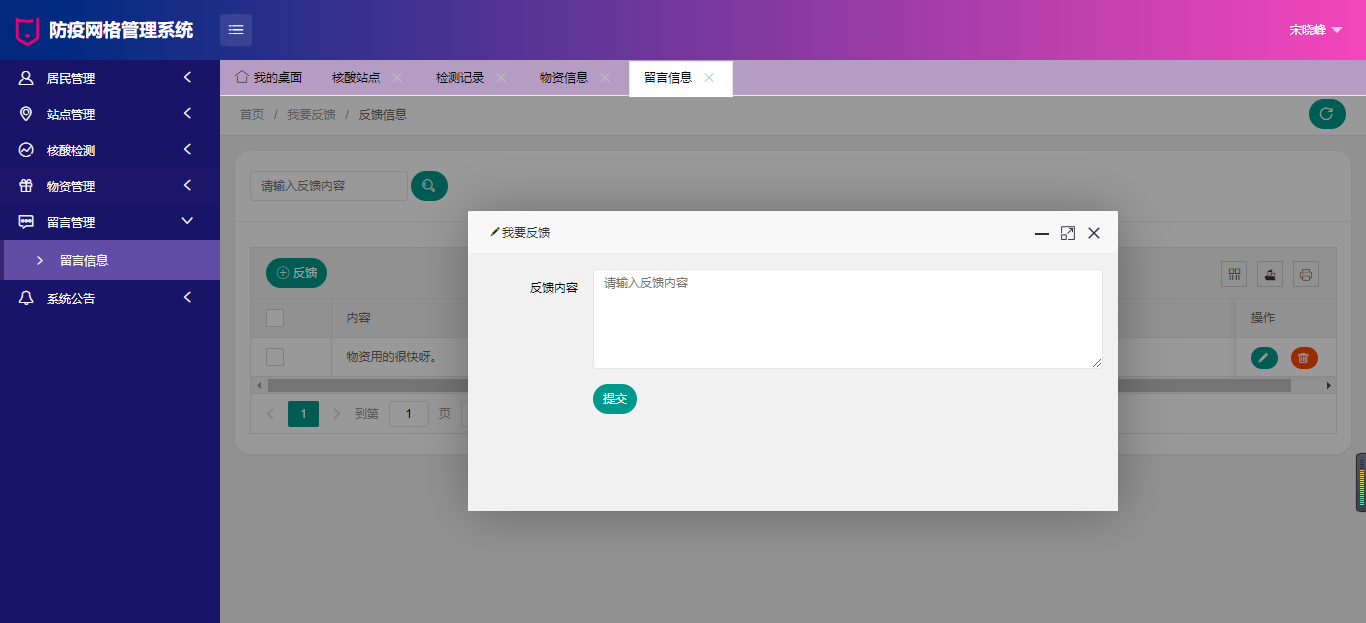 防疫网格管理系统
宋晓峰
居民管理
站点管理
核酸检测
物资管理
留言管理
留言信息
系统公告
我的桌面 核酸站点 检测记录 物资信息 留言信息
首页 / 我要反馈 / 反馈信息
请输入反馈内容
反馈
内容 操作
物资用的很快呀。
1 到第 1 页
我要反馈
反馈内容 请输入反馈内容
提交